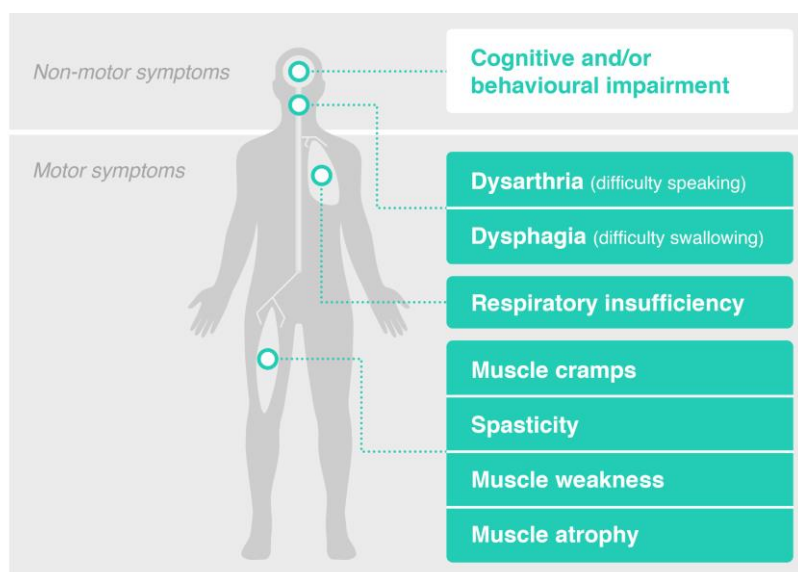 Non-motor symptoms
Cognitive and/or
behavioural impairment
Motor symptoms
Dysarthria (difficulty speaking)
Dysphagia (difficulty swallowing)
Respiratory insufficiency
Muscle cramps
Spasticity
Muscle weakness
Muscle atrophy